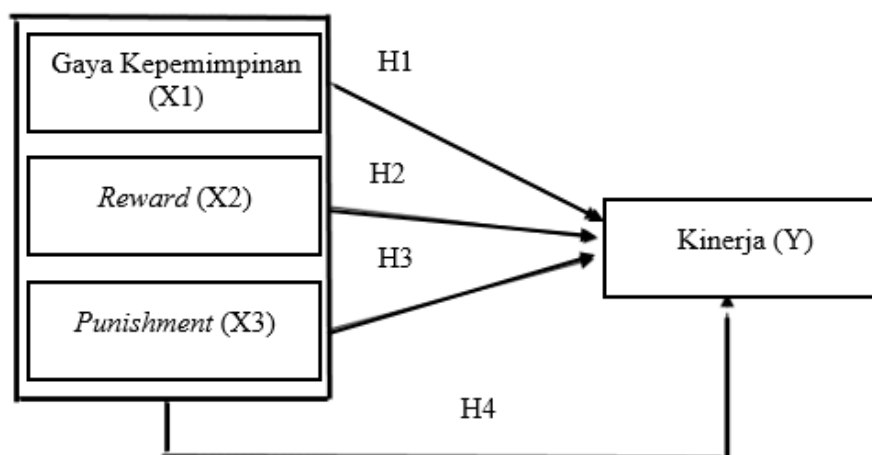 Gaya Kepemimpinan
(X1)
H1
Reward (X2)
H2
Kinerja (Y)
H3
Punishment (X3)
H4